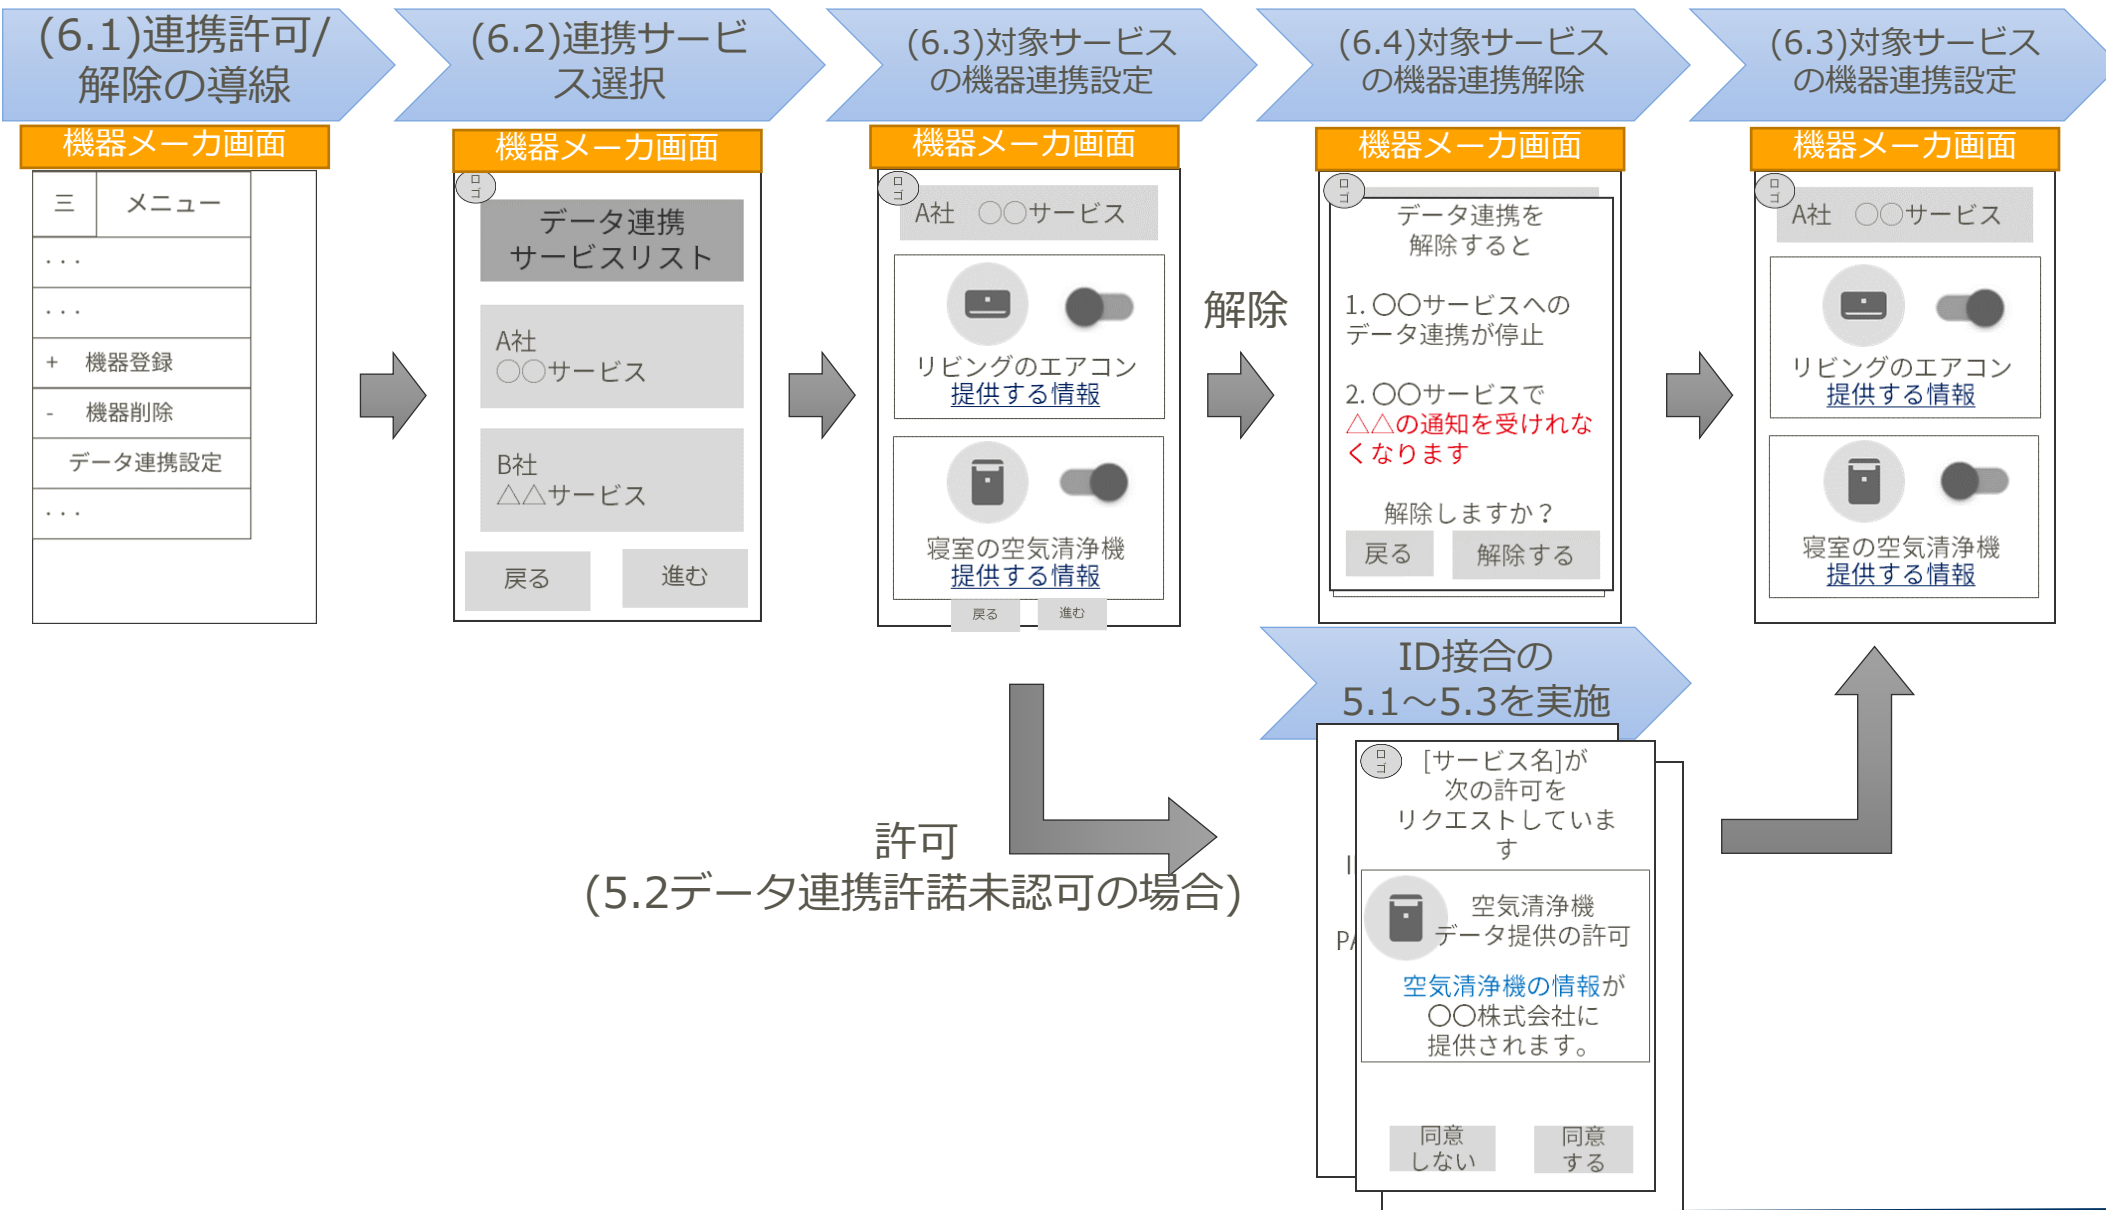 (6.1)連携許可/
解除の導線
(6.2)連携サービ
ス選択
(6.3)対象サービス
の機器連携設定
(6.4)対象サービス
の機器連携解除
(6.3)対象サービス
の機器連携設定
機器メーカ画面
三 メニュー
・・・
・・・
+ 機器登録
- 機器削除
データ連携設定
・・・
機器メーカ画面
ロ
ゴ
データ連携
サービスリスト
A社
〇〇サービス
B社
△△サービス
戻る 進む
機器メーカ画面
ロ
ゴ
A社 〇〇サービス
リビングのエアコン
提供する情報
寝室の空気清浄機
提供する情報
戻る 進む
解除
機器メーカ画面
ロ
ゴ
データ連携を
解除すると
1. 〇〇サービスへの
データ連携が停止
2. 〇〇サービスで
△△の通知を受けれな
くなります
解除しますか？
戻る 解除する
機器メーカ画面
ロ
ゴ
A社 〇〇サービス
リビングのエアコン
提供する情報
寝室の空気清浄機
提供する情報
許可
(5.2データ連携許諾未認可の場合)
ID接合の
5.1～5.3を実施
ロ
ゴ
[サービス名]が
次の許可を
リクエストしていま
す
空気清浄機
データ提供の許可
空気清浄機の情報が
〇〇株式会社に
提供されます。
同意
しない
同意
する